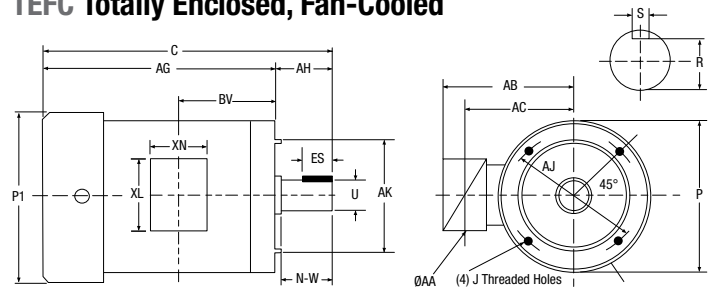 TEFC Totally Enclosed, Fan-Cooled
C
AG
AH
BV
XN
ES
P1
XL
U
AK
N-W
S
R
AB
AC
AJ
45°
P
ØAA
(4) J Threaded Holes